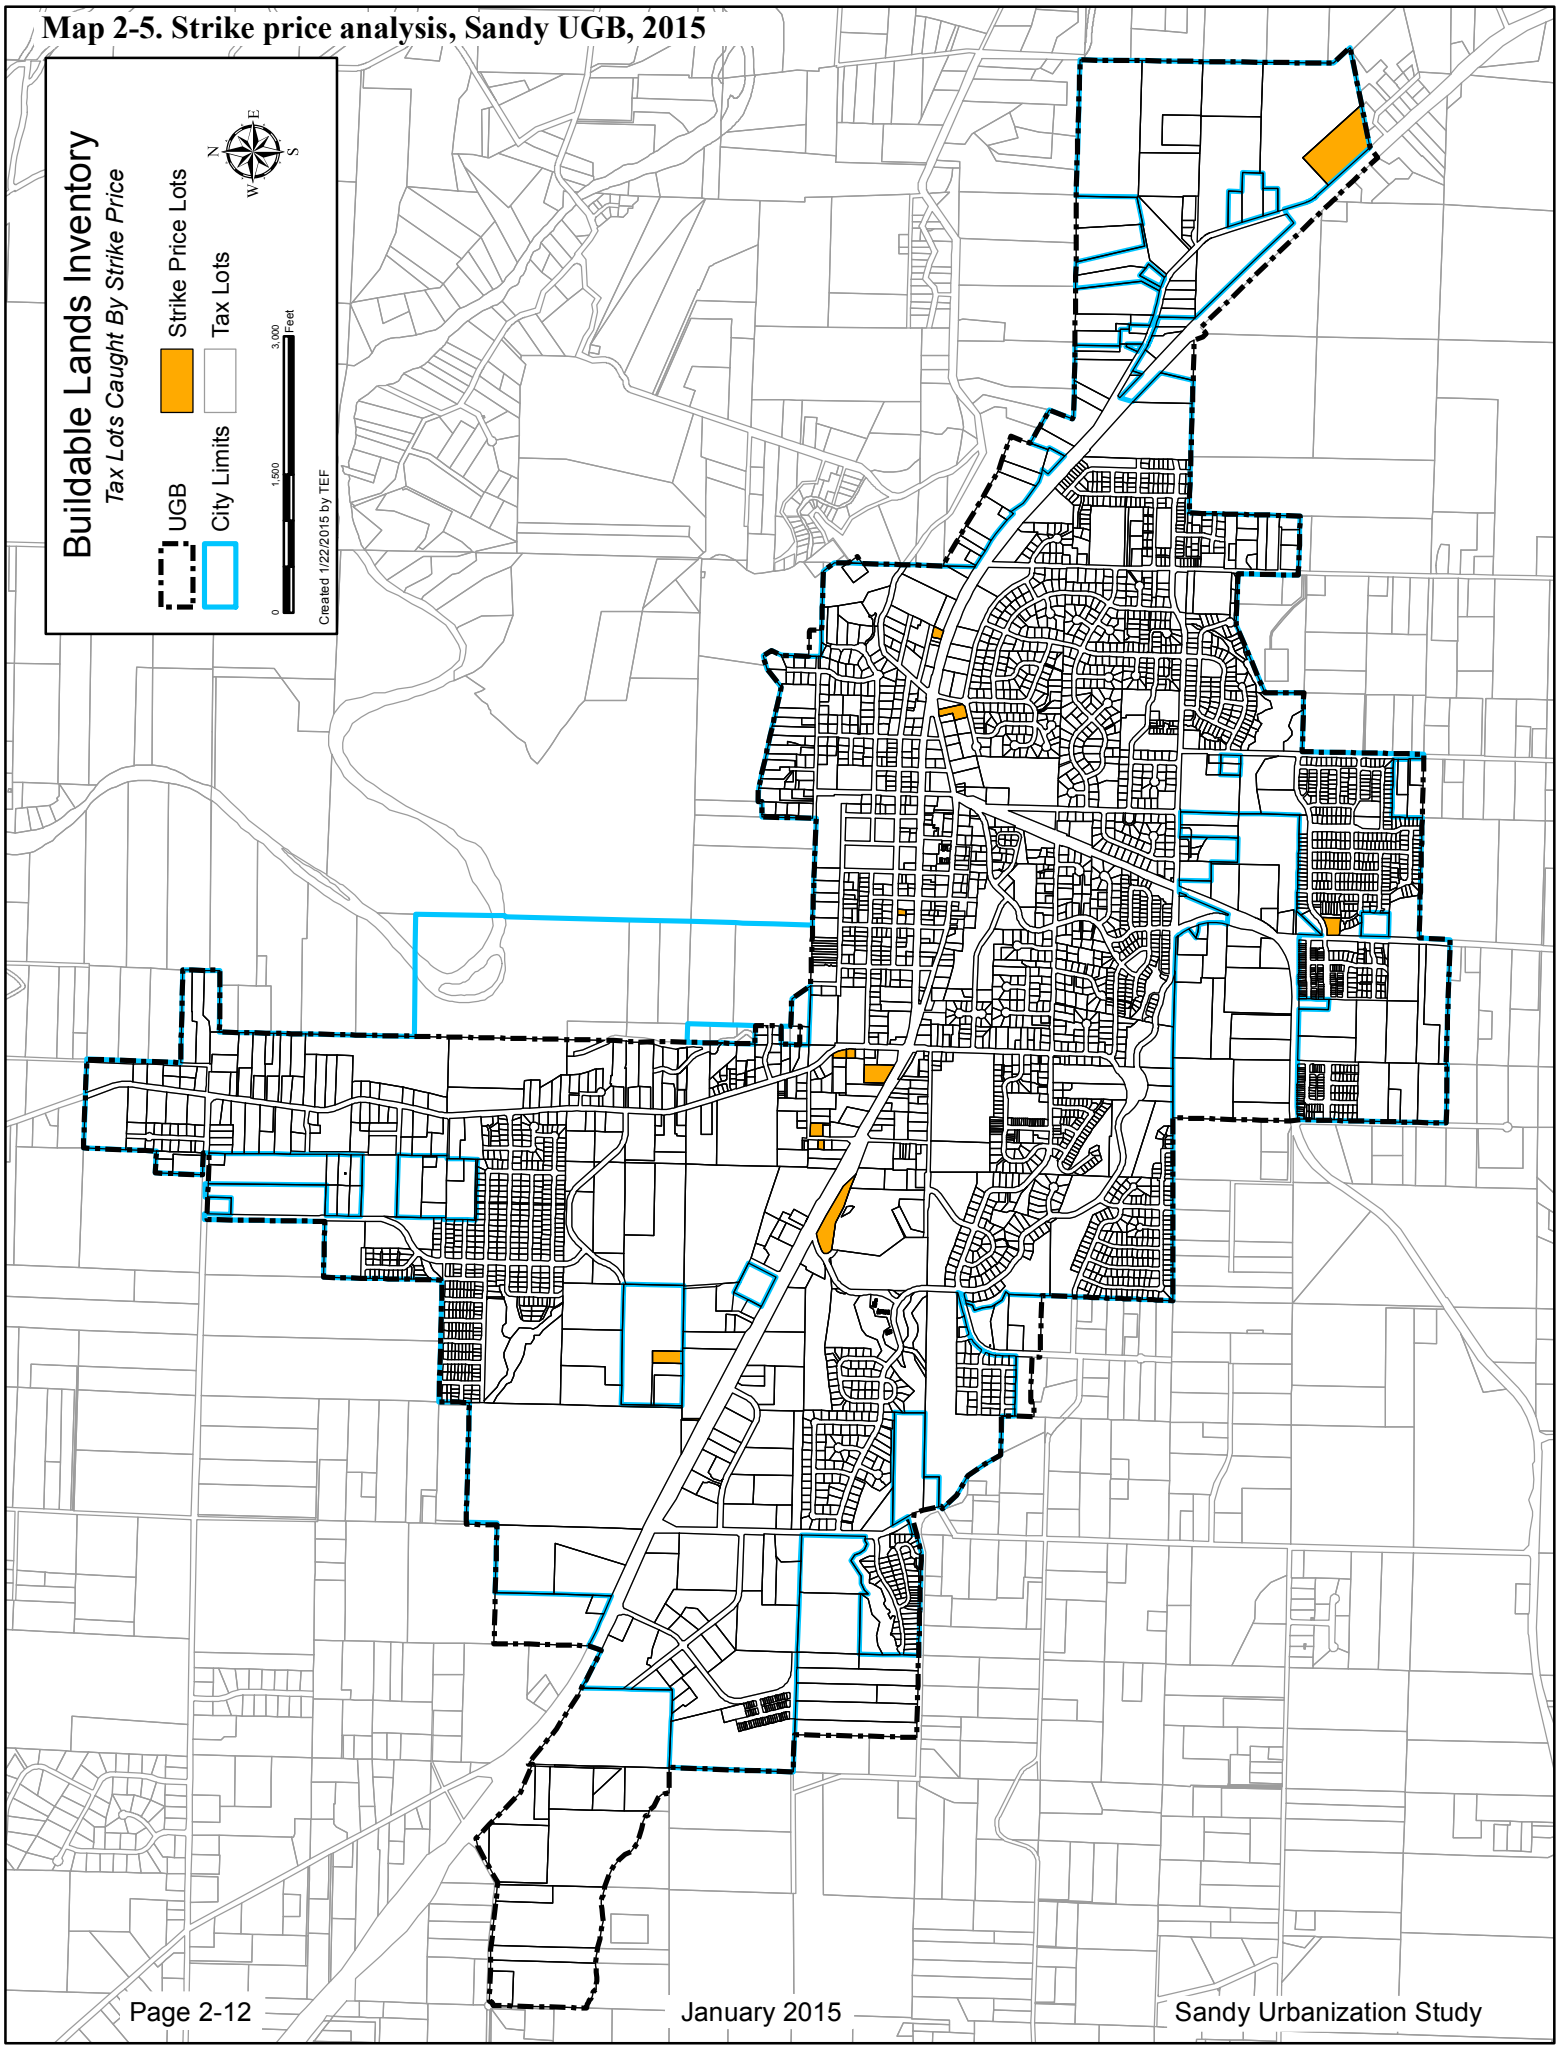 Map 2-5. Strike price analysis, Sandy UGB, 2015
Buildable Lands Inventory
Tax Lots Caught By Strike Price
UGB
Strike Price Lots
City Limits
Tax Lots
N
E
S
W
0
1,500
3,000
Feet
Created 1/22/2015 by TEF
Page 2-12
January 2015
Sandy Urbanization Study